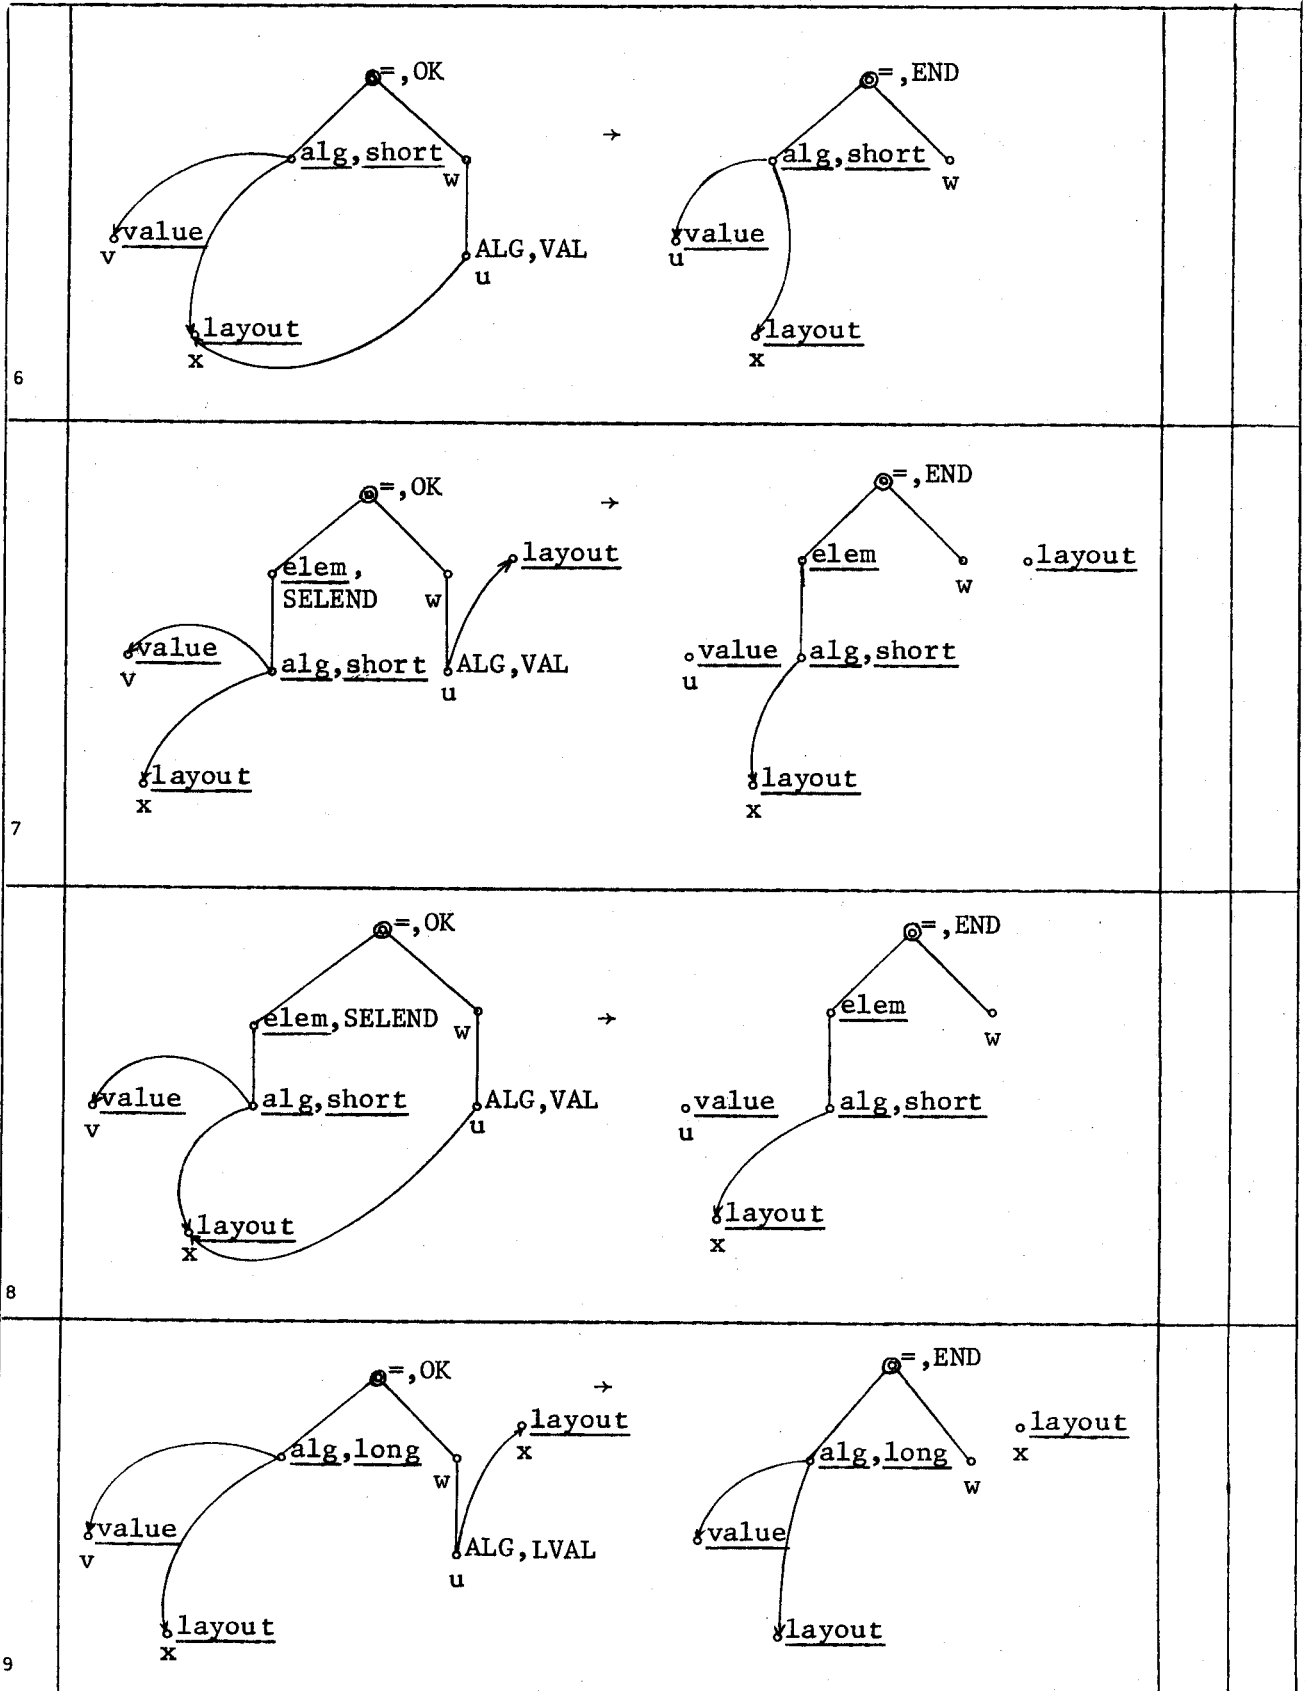 =,OK → =,END
alg,short w alg,short w
value ALG,VAL value
v u u
layout layout
x x
6
=,OK → =,END
elem, layout elem layout
SELEND w w
value alg,short ALG,VAL value alg,short
v u u
layout layout
x x
7
=,OK =,END
elem,SELEND w → elem w
value alg,short ALG,VAL value alg,short
v u u
layout layout
x x
8
=,OK → =,END
alg,long w layout alg,long w layout
x x
value ALG,LVAL value
v u
layout layout
x
9